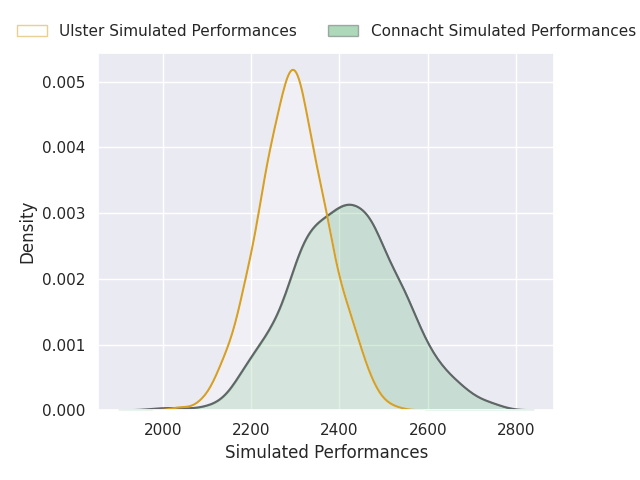 Ulster Simulated Performances
Connacht Simulated Performances
0.005
0.004
0.003
0.002
0.001
0.000
Density
2000
2200
2400
2600
2800
Simulated Performances